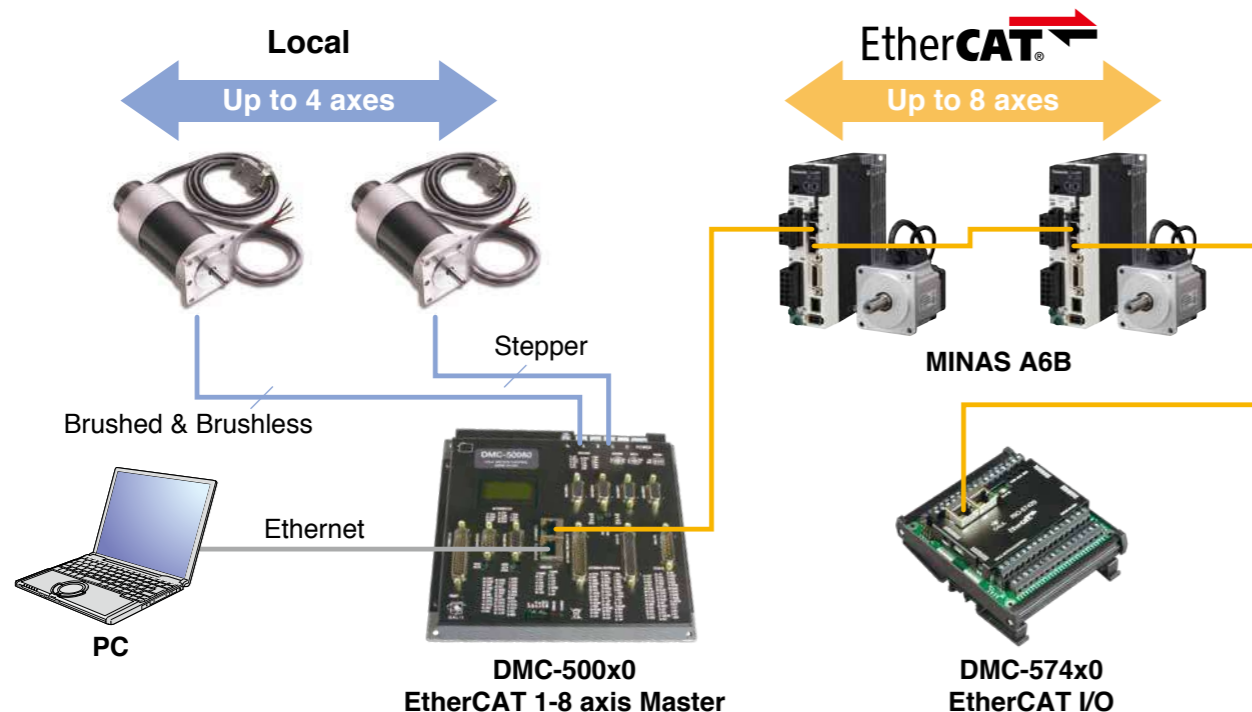 Local
EtherCAT®
Up to 4 axes
Up to 8 axes
Stepper
MINAS A6B
Brushed & Brushless
DMC-50080
Ethernet
EtherCAT
PC
DMC-500x0
EtherCAT 1-8 axis Master
DMC-574x0
EtherCAT I/O